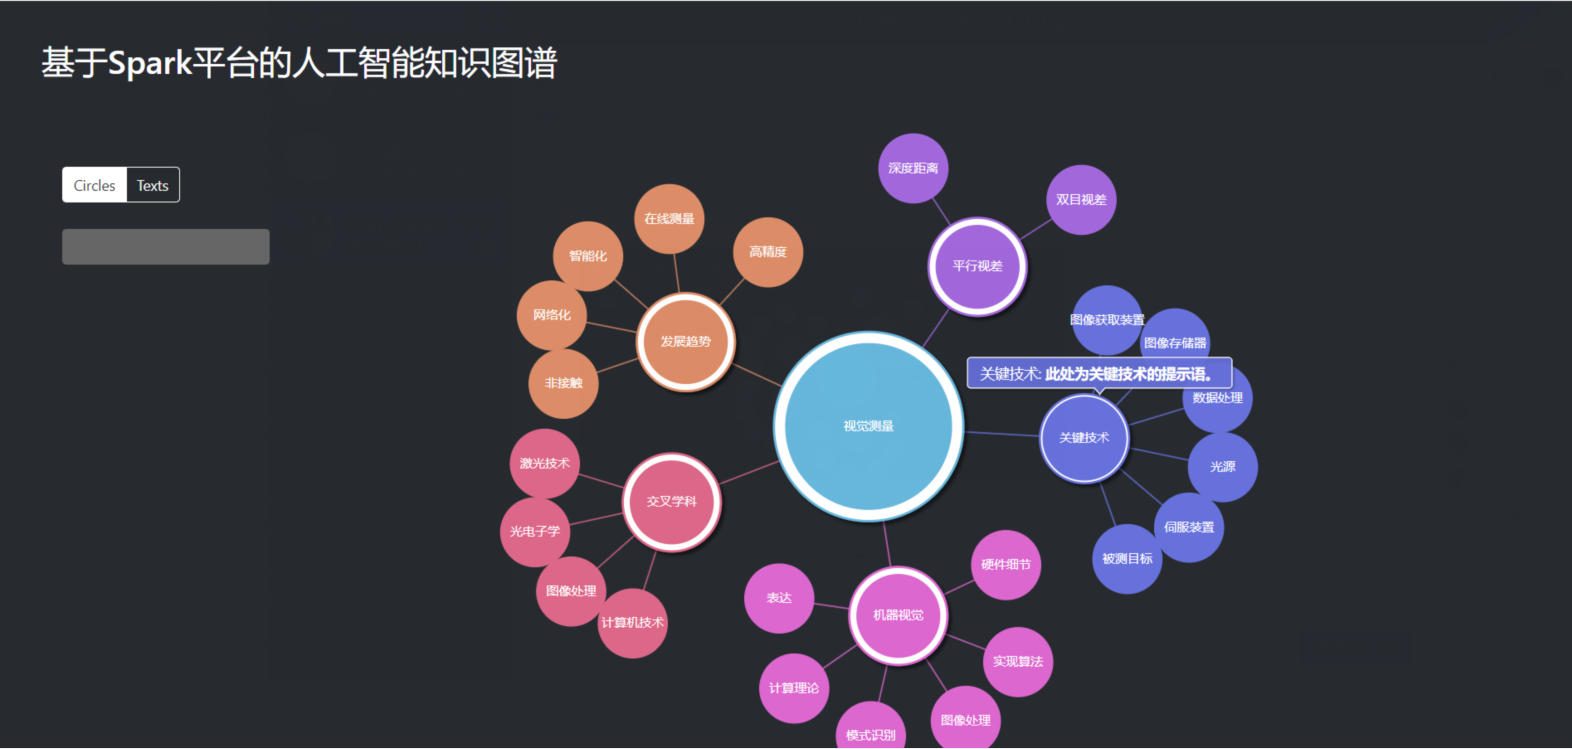 基于Spark平台的人工智能知识图谱
Circles
Texts
深度距离
双目视差
平行视差
在线测量
智能化
高精度
网络化
发展趋势
非接触
图像获取装置
图像存储器
关键技术: 此处为关键技术的提示语。
数据处理
视觉测量
关键技术
光源
伺服装置
被测目标
激光技术
交叉学科
光电子学
图像处理
计算机技术
硬件细节
表达
机器视觉
实现算法
计算理论
图像处理
模式识别